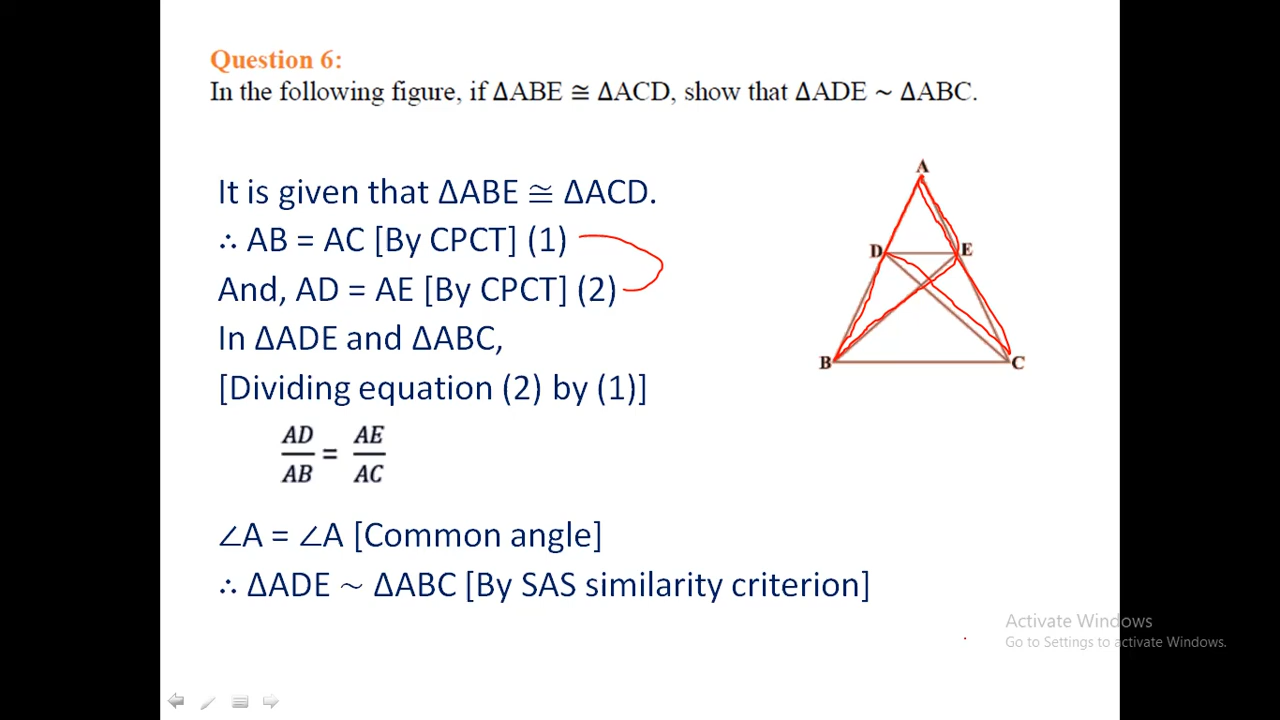 Question 6:
In the following figure, if ΔABE ≅ ΔACD, show that ΔADE ~ ΔABC.
It is given that ΔABE ≅ ΔACD.
∴ AB = AC [By CPCT] (1)
And, AD = AE [By CPCT] (2)
In ΔADE and ΔABC,
[Dividing equation (2) by (1)]
AD/AB = AE/AC
∠A = ∠A [Common angle]
∴ ΔADE ~ ΔABC [By SAS similarity criterion]
A
D E
B C
Activate Windows
Go to Settings to activate Windows.